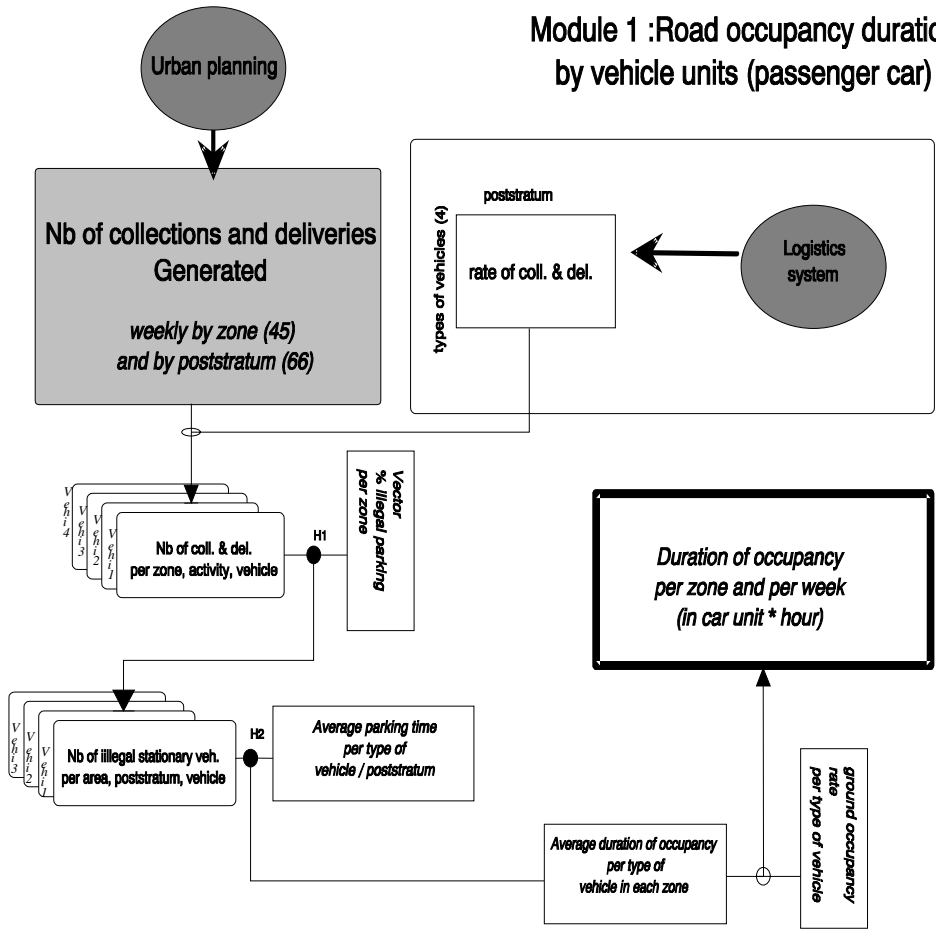 Module 1 :Road occupancy duratio
by vehicle units (passenger car)
Urban planning
Nb of collections and deliveries
Generated
weekly by zone (45)
and by poststratum (66)
poststratum
types of vehicles (4)
rate of coll. & del.
Logistics
system
Vehi4
Vehi3
Vehi2
Vehi1
Nb of coll. & del.
per zone, activity, vehicle
H1
Vector
% illegal parking
per zone
Duration of occupancy
per zone and per week
(in car unit * hour)
Vehi3
Vehi2
Vehi1
Nb of iillegal stationary veh.
per area, poststratum, vehicle
H2
Average parking time
per type of
vehicle / poststratum
Average duration of occupancy
per type of
vehicle in each zone
ground occupancy
rate
per type of vehicle